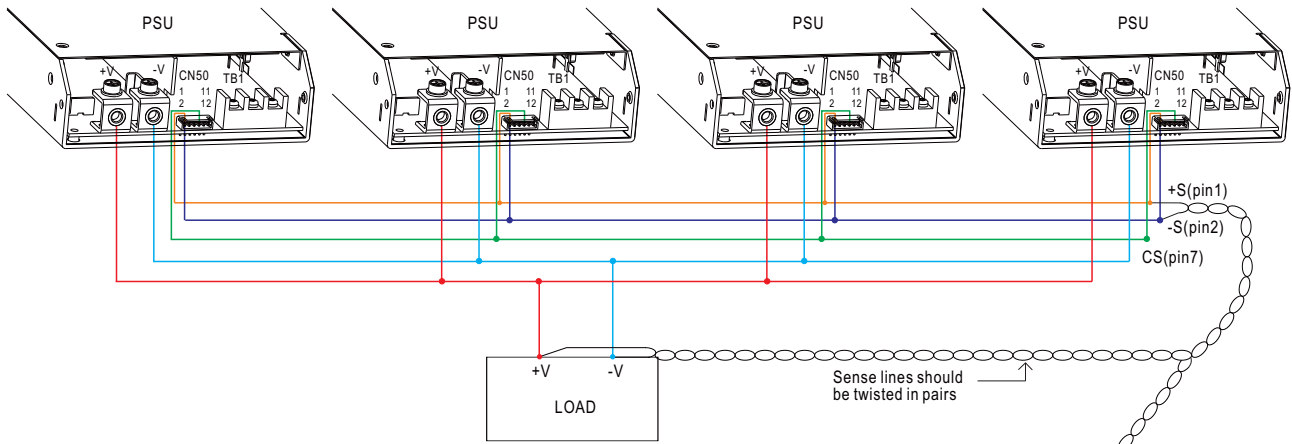 PSU
+V
-V
CN50
TB1
1
11
2
12
PSU
+V
-V
CN50
TB1
1
11
2
12
PSU
+V
-V
CN50
TB1
1
11
2
12
PSU
+V
-V
CN50
TB1
1
11
2
12
+S(pin1)
-S(pin2)
CS(pin7)
+V
-V
LOAD
Sense lines should
be twisted in pairs